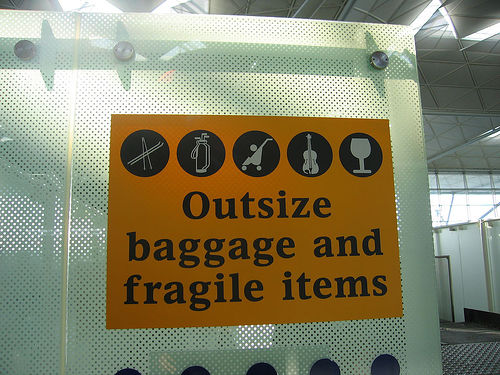 Outsize
baggage and
fragile items